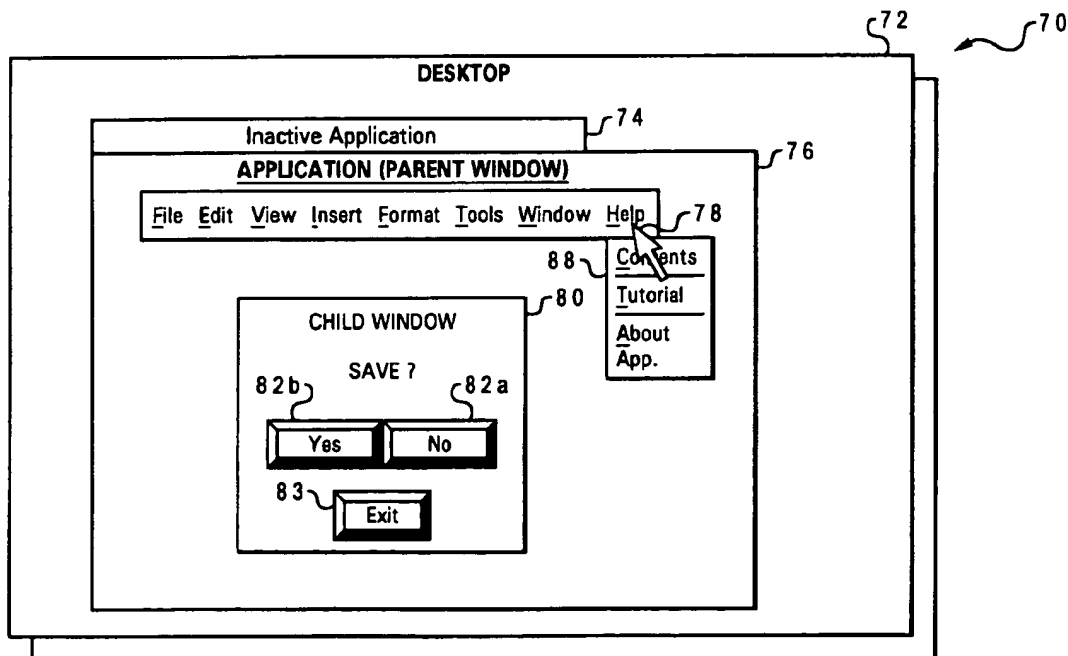 72
70
DESKTOP
74
Inactive Application
76
APPLICATION (PARENT WINDOW)
File Edit View Insert Format Tools Window Help
78
88
Contents
Tutorial
About
App.
80
CHILD WINDOW
SAVE ?
82b
82a
Yes
No
83
Exit